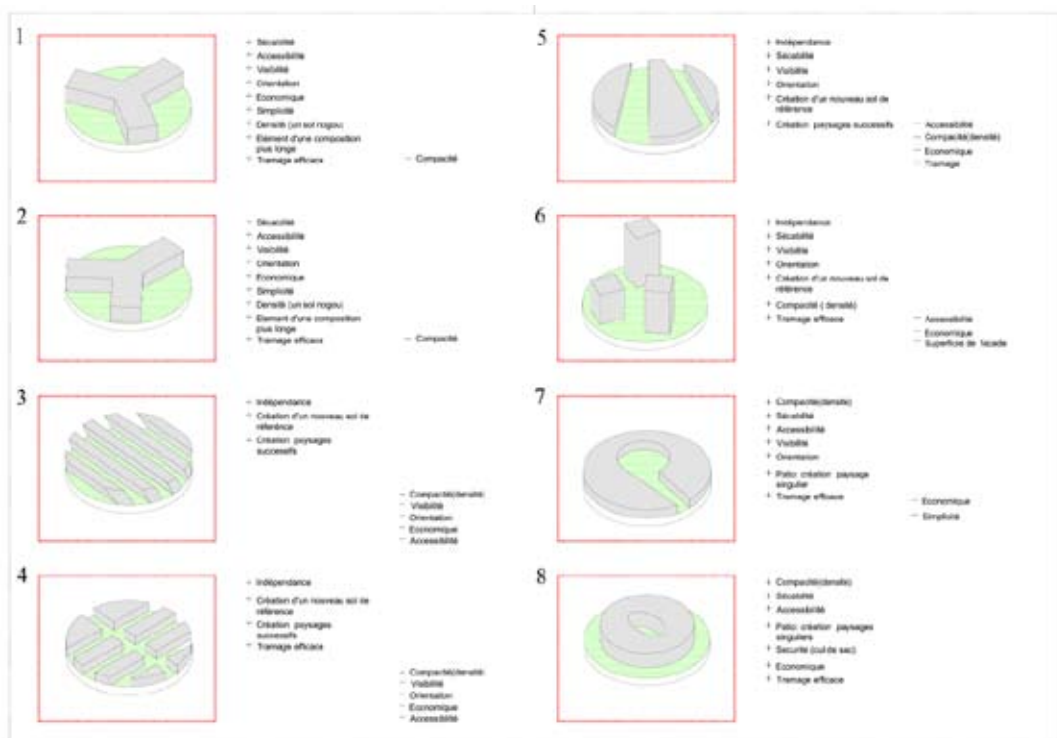 1
+ Sécabilité
+ Accessibilité
+ Visibilité
+ Orientation
+ Economique
+ Simplicité
+ Densité (un sol rogou)
+ Element d'une composition
plus longe
+ Tramage efficace
- Compacité
2
+ Sécabilité
+ Accessibilité
+ Visibilité
+ Orientation
+ Economique
+ Simplicité
+ Densité (un sol rogou)
+ Element d'une composition
plus longe
+ Tramage efficace
- Compacité
3
+ Indépendance
+ Création d'un nouveau sol de
référence
+ Création paysages
successifs
- Compacité(densité)
- Visibilité
- Orientation
- Economique
- Accessibilité
4
+ Indépendance
+ Création d'un nouveau sol de
référence
+ Création paysages
successifs
+ Tramage efficace
- Compacité(densité)
- Visibilité
- Orientation
- Economique
- Accessibilité
5
+ Indépendance
+ Sécabilité
+ Visibilité
+ Orientation
+ Création d'un nouveau sol de
référence
+ Création paysages successifs
- Accessibilité
- Compacité(densité)
- Economique
- Tramage
6
+ Indépendance
+ Sécabilité
+ Visibilité
+ Orientation
+ Création d'un nouveau sol de
référence
+ Compacité ( densité)
+ Tramage efficace
- Accessibilité
- Economique
- Superficie de facade
7
+ Compacité(densité)
+ Sécabilité
+ Accessibilité
+ Visibilité
+ Orientation
+ Patio création paysage
singulier
+ Tramage efficace
- Economique
- Simplicité
8
+ Compacité(densité)
+ Sécabilité
+ Accessibilité
+ Patio création paysages
singuliers
+ Securité (cul de sac)
+ Economique
+ Tramage efficace